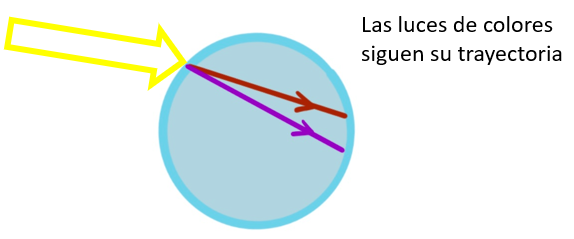 Las luces de colores
siguen su trayectoria